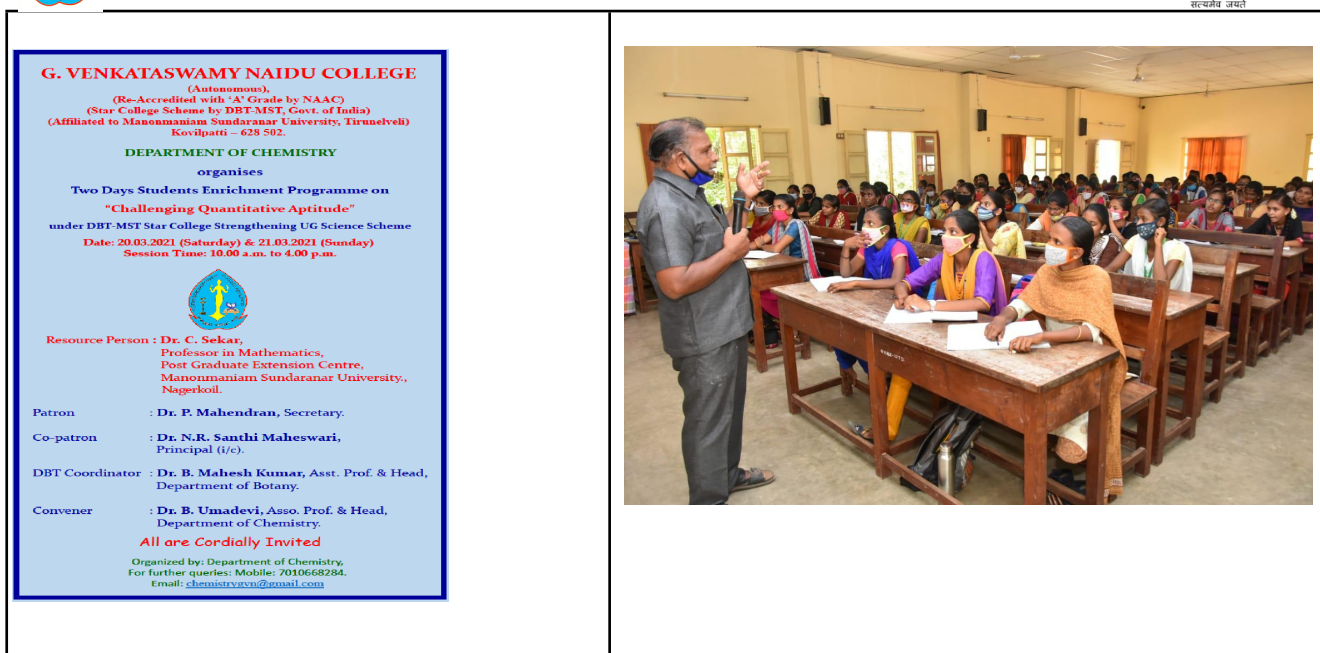 सत्यमेव जयते
G. VENKATASWAMY NAIDU COLLEGE
(Autonomous),
(Re-Accredited with ‘A’ Grade by NAAC)
(Star College Scheme by DBT-MST, Govt. of India)
(Affiliated to Manonmaniam Sundaranar University, Tirunelveli)
Kovilpatti – 628 502.
DEPARTMENT OF CHEMISTRY
organises
Two Days Students Enrichment Programme on
“Challenging Quantitative Aptitude”
under DBT-MST Star College Strengthening UG Science Scheme
Date: 20.03.2021 (Saturday) & 21.03.2021 (Sunday)
Session Time: 10.00 a.m. to 4.00 p.m.
Resource Person : Dr. C. Sekar,
Professor in Mathematics,
Post Graduate Extension Centre,
Manonmaniam Sundaranar University.,
Nagerkoil.
Patron : Dr. P. Mahendran, Secretary.
Co-patron : Dr. N.R. Santhi Maheswari,
Principal (i/c).
DBT Coordinator : Dr. B. Mahesh Kumar, Asst. Prof. & Head,
Department of Botany.
Convener : Dr. B. Umadevi, Asso. Prof. & Head,
Department of Chemistry.
All are Cordially Invited
Organized by: Department of Chemistry,
For further queries: Mobile: 7010668284.
Email: chemistrygvn@gmail.com